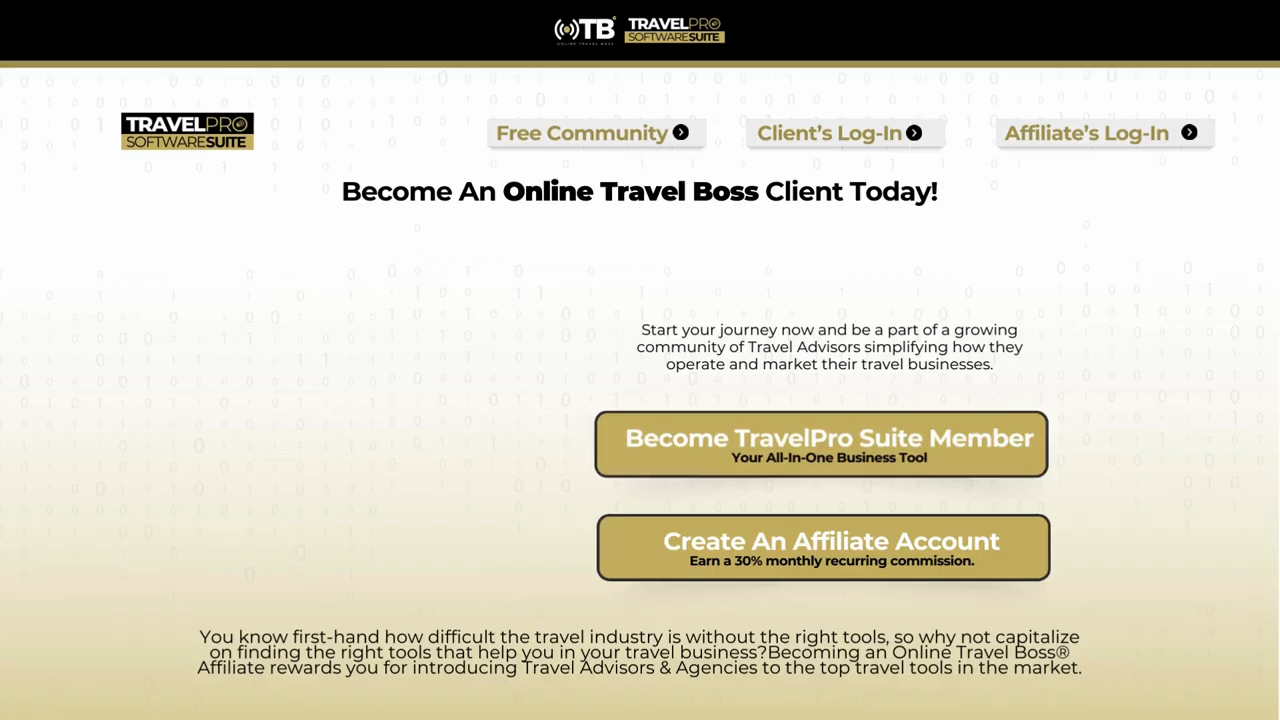 OTB®
ONLINE TRAVEL BOSS
TRAVELPRO
SOFTWARESUITE
TRAVELPRO
SOFTWARESUITE
Free Community
Client's Log-In
Affiliate's Log-In
Become An Online Travel Boss Client Today!
Start your journey now and be a part of a growing
community of Travel Advisors simplifying how they
operate and market their travel businesses.
Become TravelPro Suite Member
Your All-In-One Business Tool
Create An Affiliate Account
Earn a 30% monthly recurring commission.
You know first-hand how difficult the travel industry is without the right tools, so why not capitalize
on finding the right tools that help you in your travel business?Becoming an Online Travel Boss®
Affiliate rewards you for introducing Travel Advisors & Agencies to the top travel tools in the market.